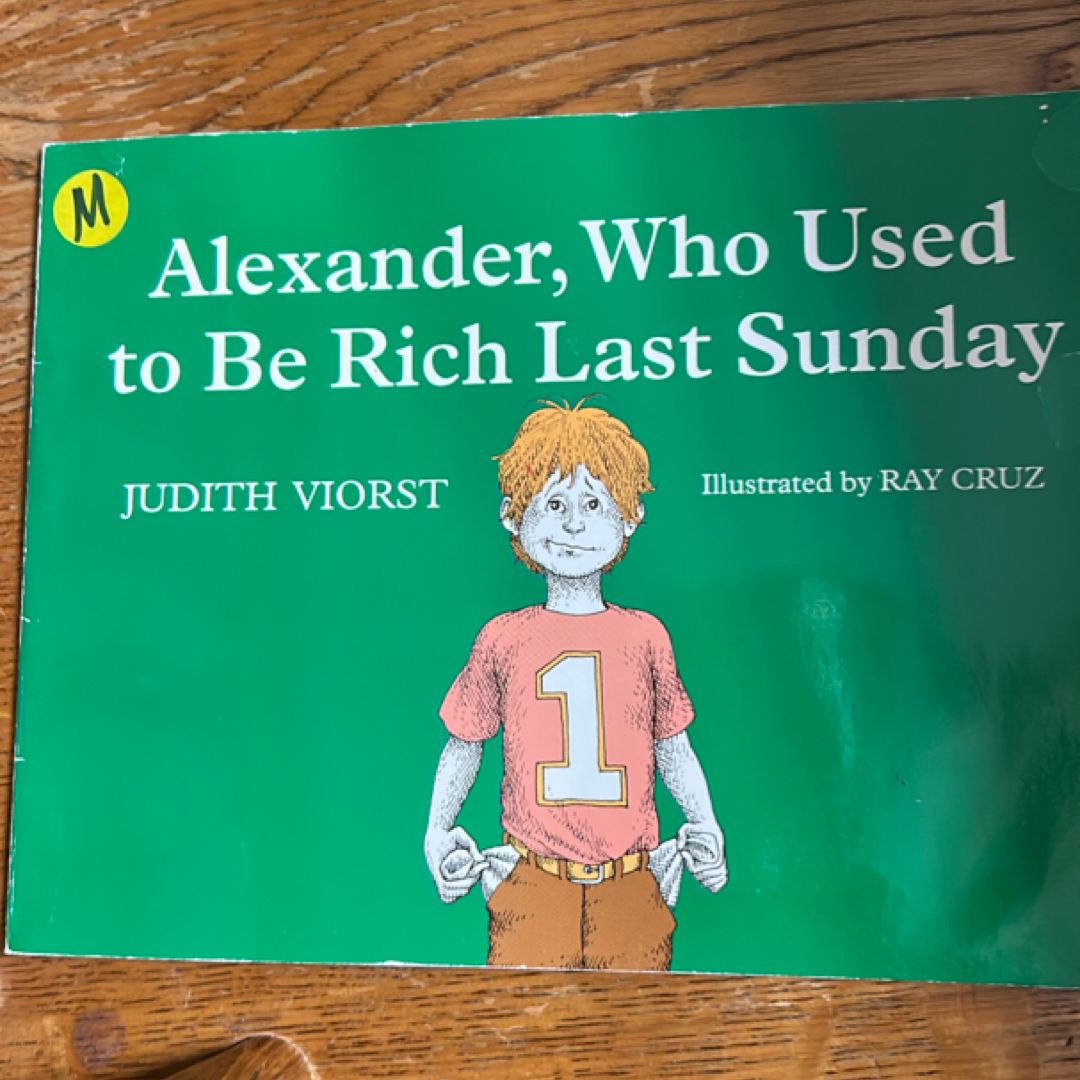 M
Alexander, Who Used
to Be Rich Last Sunday
JUDITH VIORST
Illustrated by RAY CRUZ
1